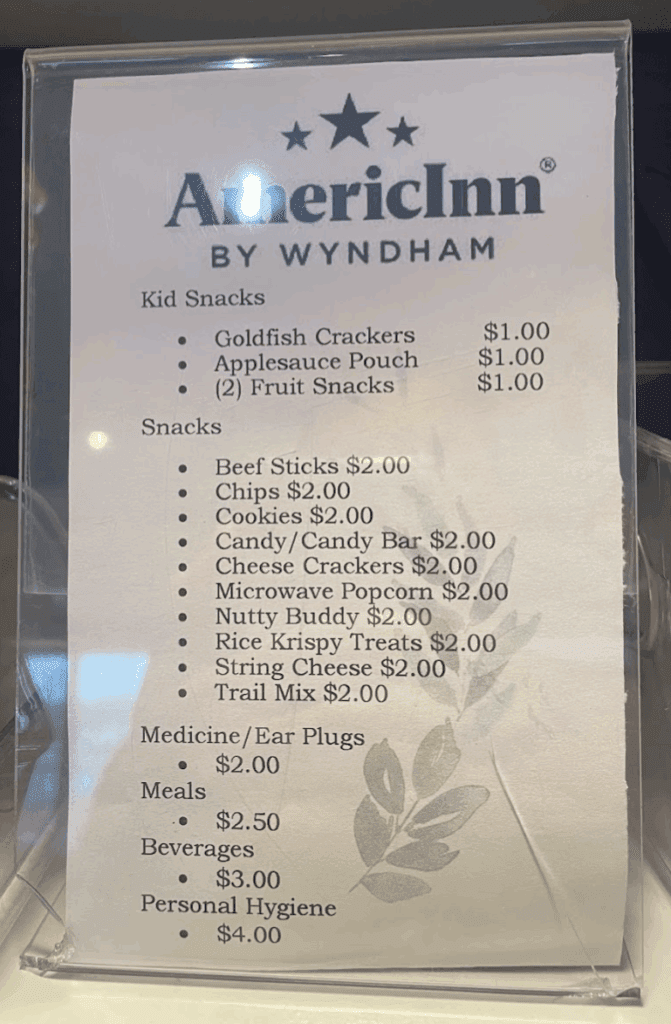 AmericInn®
BY WYNDHAM
Kid Snacks
• Goldfish Crackers $1.00
• Applesauce Pouch $1.00
• (2) Fruit Snacks $1.00
Snacks
• Beef Sticks $2.00
• Chips $2.00
• Cookies $2.00
• Candy/Candy Bar $2.00
• Cheese Crackers $2.00
• Microwave Popcorn $2.00
• Nutty Buddy $2.00
• Rice Krispy Treats $2.00
• String Cheese $2.00
• Trail Mix $2.00
Medicine/Ear Plugs
• $2.00
Meals
• $2.50
Beverages
• $3.00
Personal Hygiene
• $4.00